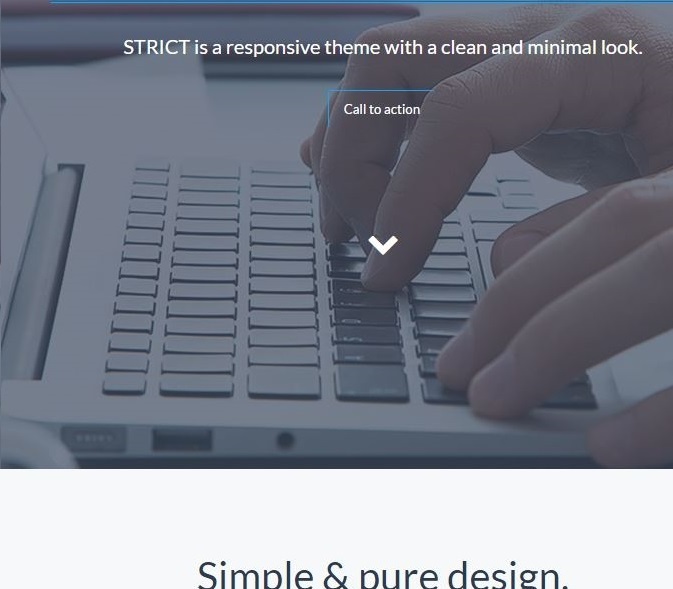 STRICT is a responsive theme with a clean and minimal look.
Call to action
Simple & pure design.